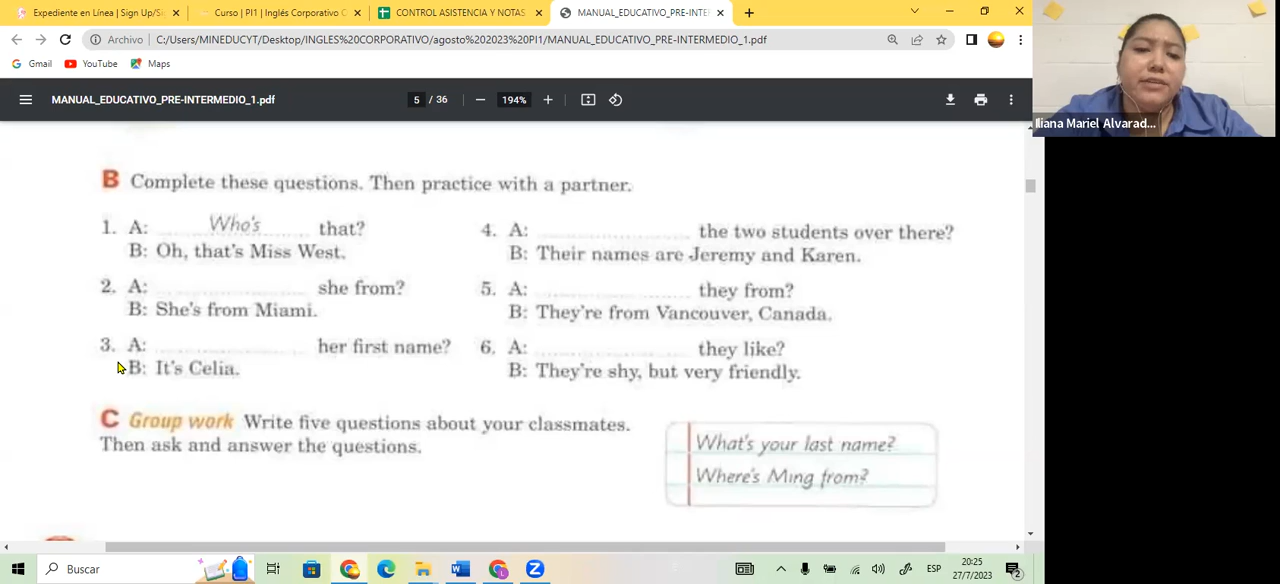 Expediente en Línea | Sign Up/Si
Curso | PI1 | Inglés Corporativo C
CONTROL ASISTENCIA Y NOTAS
MANUAL_EDUCATIVO_PRE-INTERME
Archivo
C:/Users/MINEDUCYT/Desktop/INGLES%20CORPORATIVO/agosto%202023%20PI1/MANUAL_EDUCATIVO_PRE-INTERMEDIO_1.pdf
Gmail YouTube Maps
MANUAL_EDUCATIVO_PRE-INTERMEDIO_1.pdf
5 / 36
194%
Iliana Mariel Alvarad...
B Complete these questions. Then practice with a partner.
1. A: Who's that?
B: Oh, that's Miss West.
2. A: she from?
B: She's from Miami.
3. A: her first name?
B: It's Celia.
4. A: the two students over there?
B: Their names are Jeremy and Karen.
5. A: they from?
B: They're from Vancouver, Canada.
6. A: they like?
B: They're shy, but very friendly.
C Group work Write five questions about your classmates.
Then ask and answer the questions.
What's your last name?
Where's Ming from?
Buscar
ESP
20:25
27/7/2023
2